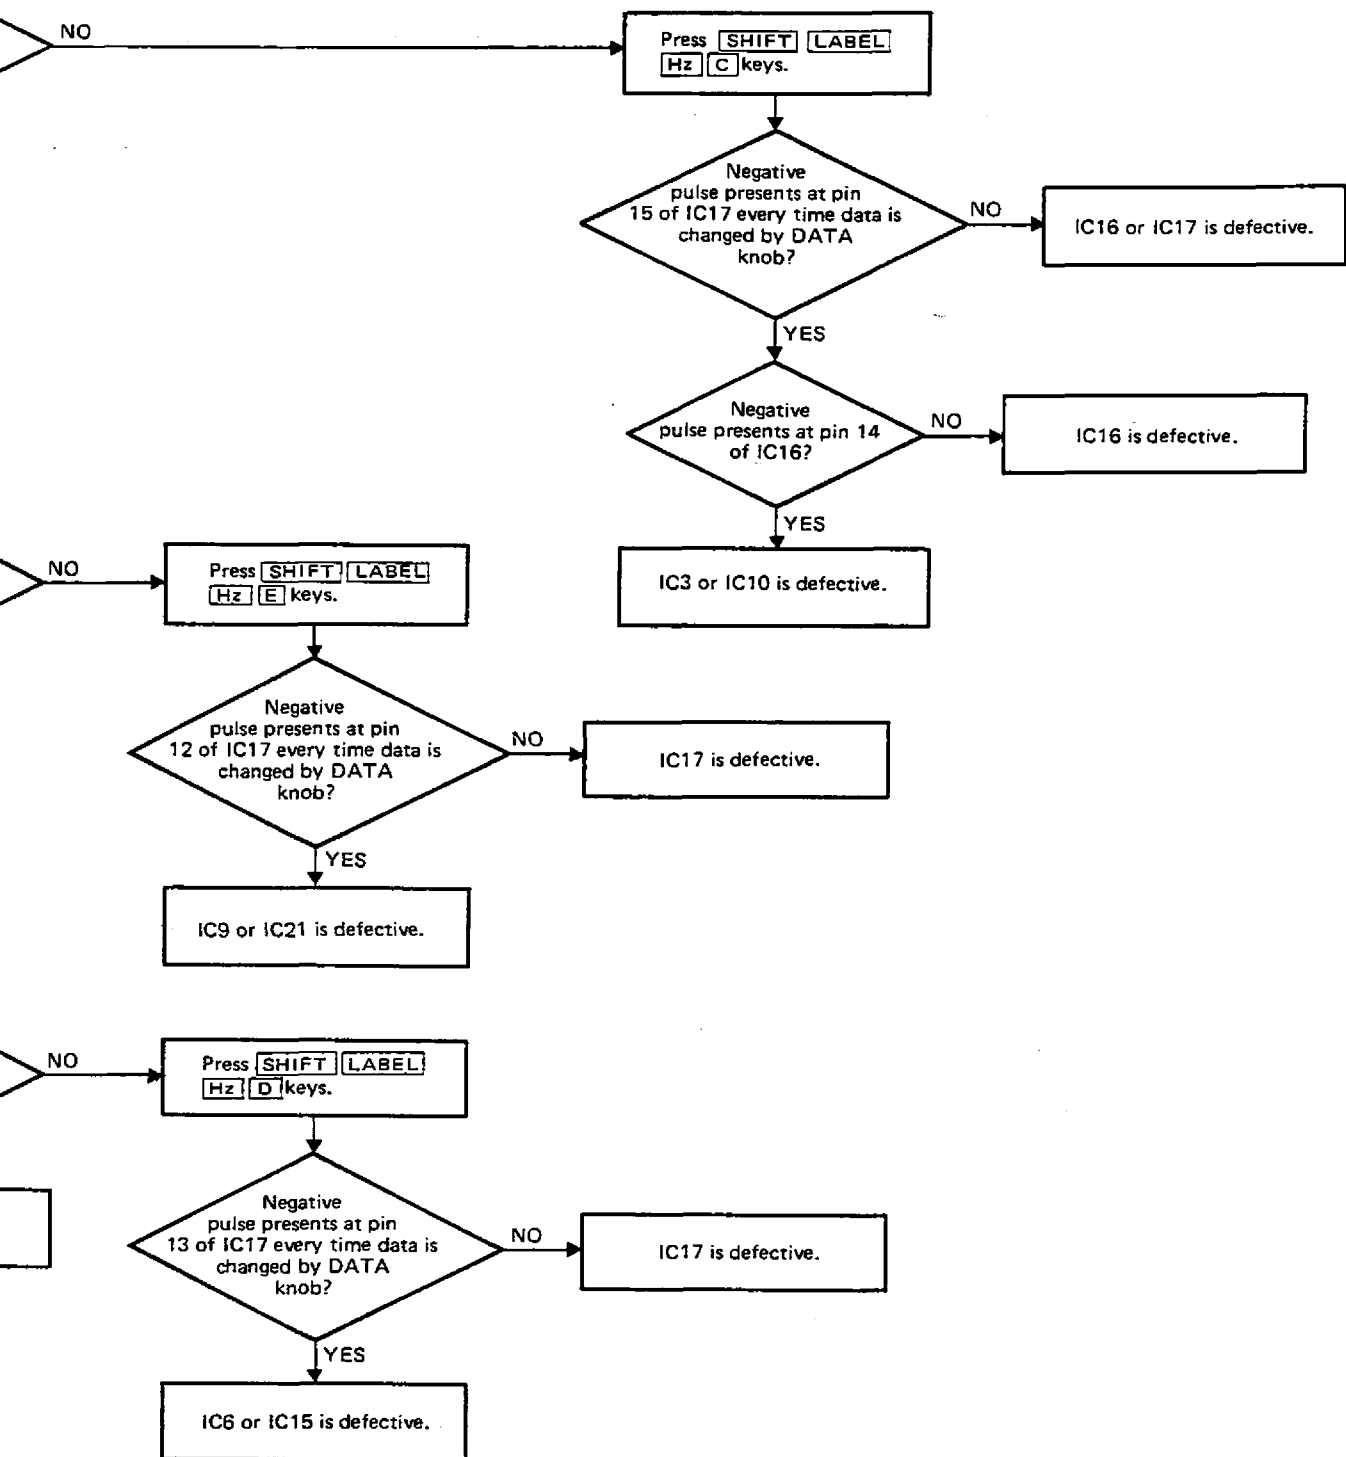 NO
Press SHIFT LABEL
Hz C keys.
Negative
pulse presents at pin
15 of IC17 every time data is
changed by DATA
knob?
NO
IC16 or IC17 is defective.
YES
Negative
pulse presents at pin 14
of IC16?
NO
IC16 is defective.
YES
IC3 or IC10 is defective.
NO
Press SHIFT LABEL
Hz E keys.
Negative
pulse presents at pin
12 of IC17 every time data is
changed by DATA
knob?
NO
IC17 is defective.
YES
IC9 or IC21 is defective.
NO
Press SHIFT LABEL
Hz D keys.
Negative
pulse presents at pin
13 of IC17 every time data is
changed by DATA
knob?
NO
IC17 is defective.
YES
IC6 or IC15 is defective.